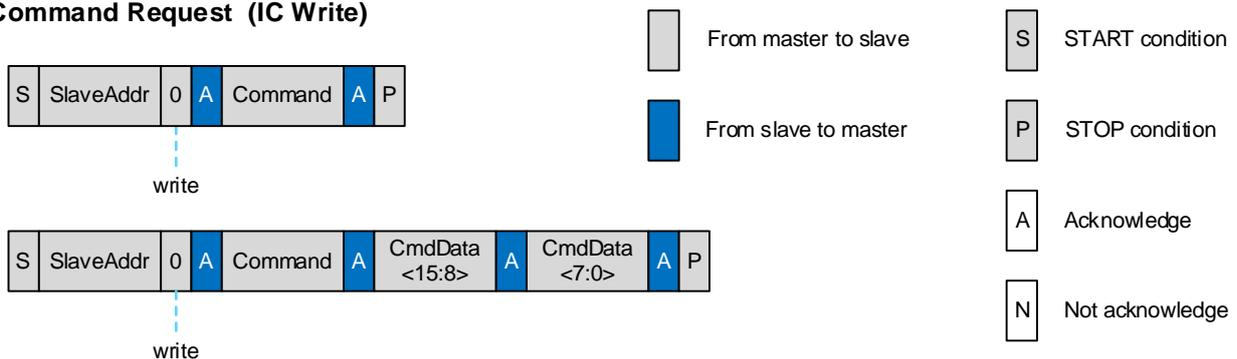 Command Request (IC Write)
From master to slave
S START condition
S SlaveAddr 0 A Command A P
From slave to master
P STOP condition
write
A Acknowledge
S SlaveAddr 0 A Command A CmdData <15:8> A CmdData <7:0> A P
N Not acknowledge
write